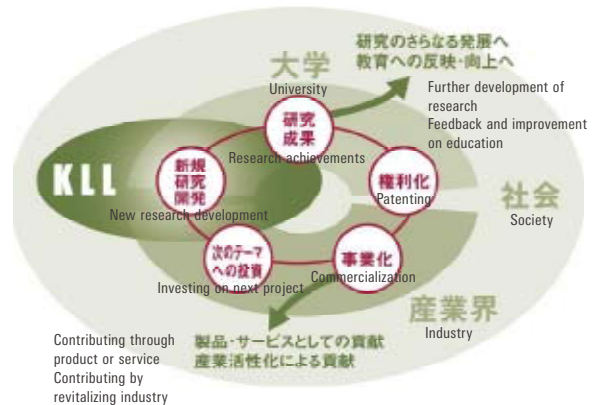 研究のさらなる発展へ
教育への反映・向上へ
大学
University
Further development of
research
Feedback and improvement
on education
研究
成果
Research achievements
新規
研究
開発
KLL
New research development
権利化
Patenting
社会
Society
次のテーマ
への投資
Investing on next project
事業化
Commercialization
産業界
Industry
製品・サービスとしての貢献
産業活性化による貢献
Contributing through
product or service
Contributing by
revitalizing industry